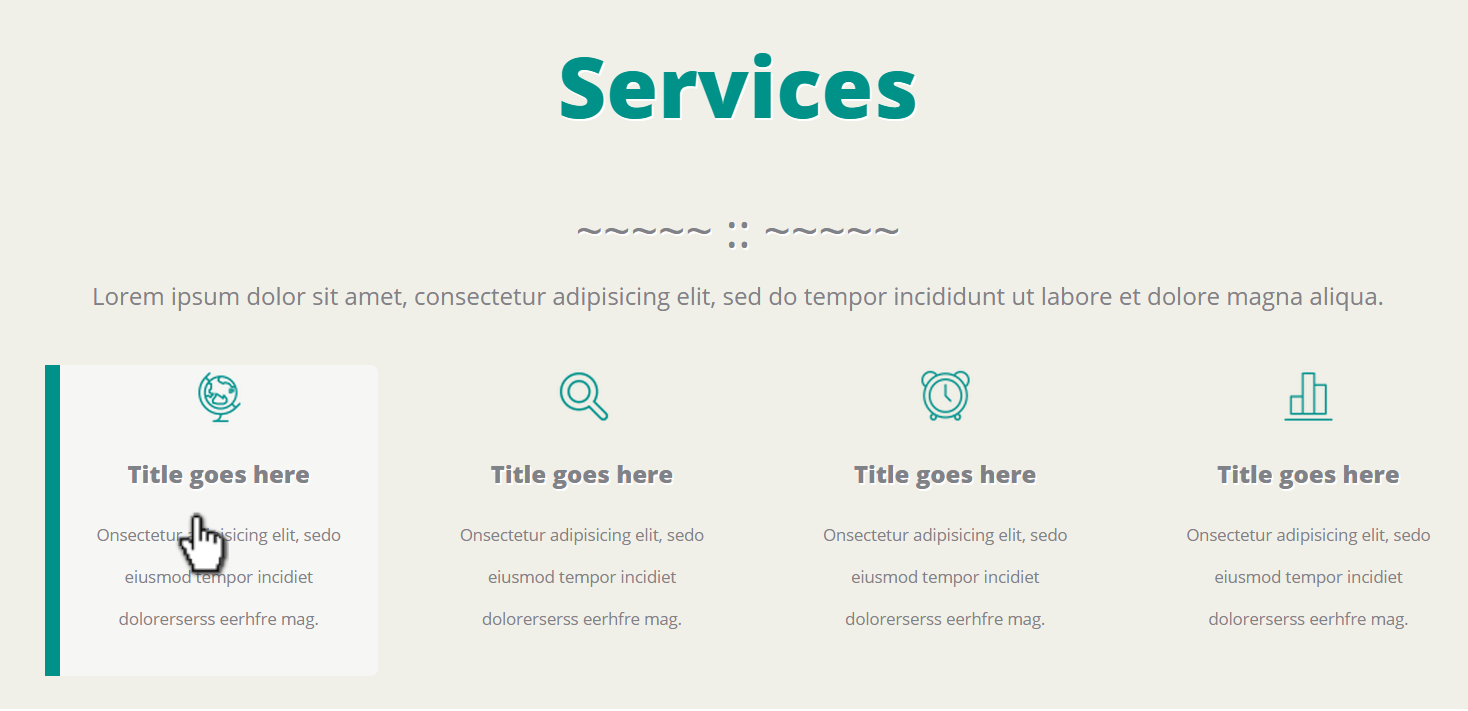 Services
~~~~~ :: ~~~~~
Lorem ipsum dolor sit amet, consectetur adipisicing elit, sed do tempor incididunt ut labore et dolore magna aliqua.
Title goes here
Onsectetur adipisicing elit, sedo
eiusmod tempor incidiet
dolorerserss eerhfre mag.
Title goes here
Onsectetur adipisicing elit, sedo
eiusmod tempor incidiet
dolorerserss eerhfre mag.
Title goes here
Onsectetur adipisicing elit, sedo
eiusmod tempor incidiet
dolorerserss eerhfre mag.
Title goes here
Onsectetur adipisicing elit, sedo
eiusmod tempor incidiet
dolorerserss eerhfre mag.